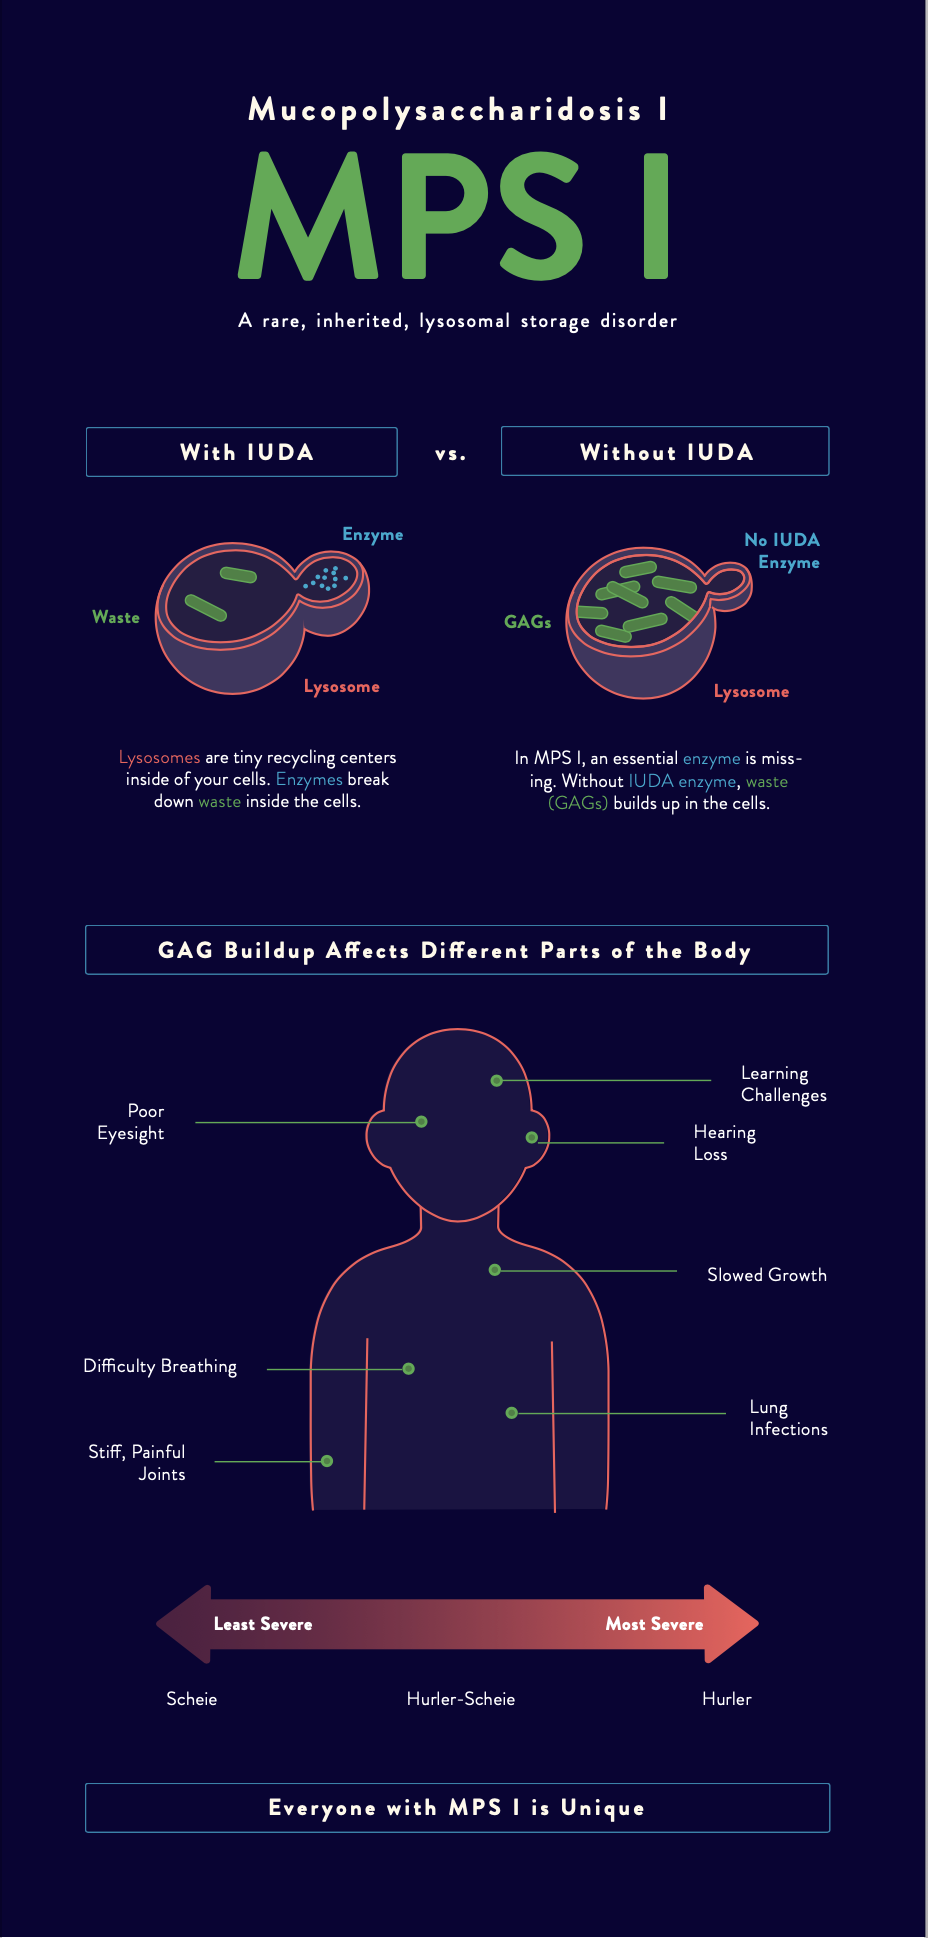 Mucopolysaccharidosis I
MPS I
A rare, inherited, lysosomal storage disorder
With IUDA
vs.
Without IUDA
Enzyme
Waste
Lysosome
No IUDA
Enzyme
GAGs
Lysosome
Lysosomes are tiny recycling centers
inside of your cells. Enzymes break
down waste inside the cells.
In MPS I, an essential enzyme is miss-
ing. Without IUDA enzyme, waste
(GAGs) builds up in the cells.
GAG Buildup Affects Different Parts of the Body
Learning
Challenges
Poor
Eyesight
Hearing
Loss
Slowed Growth
Difficulty Breathing
Lung
Infections
Stiff, Painful
Joints
Least Severe
Most Severe
Scheie
Hurler-Scheie
Hurler
Everyone with MPS I is Unique